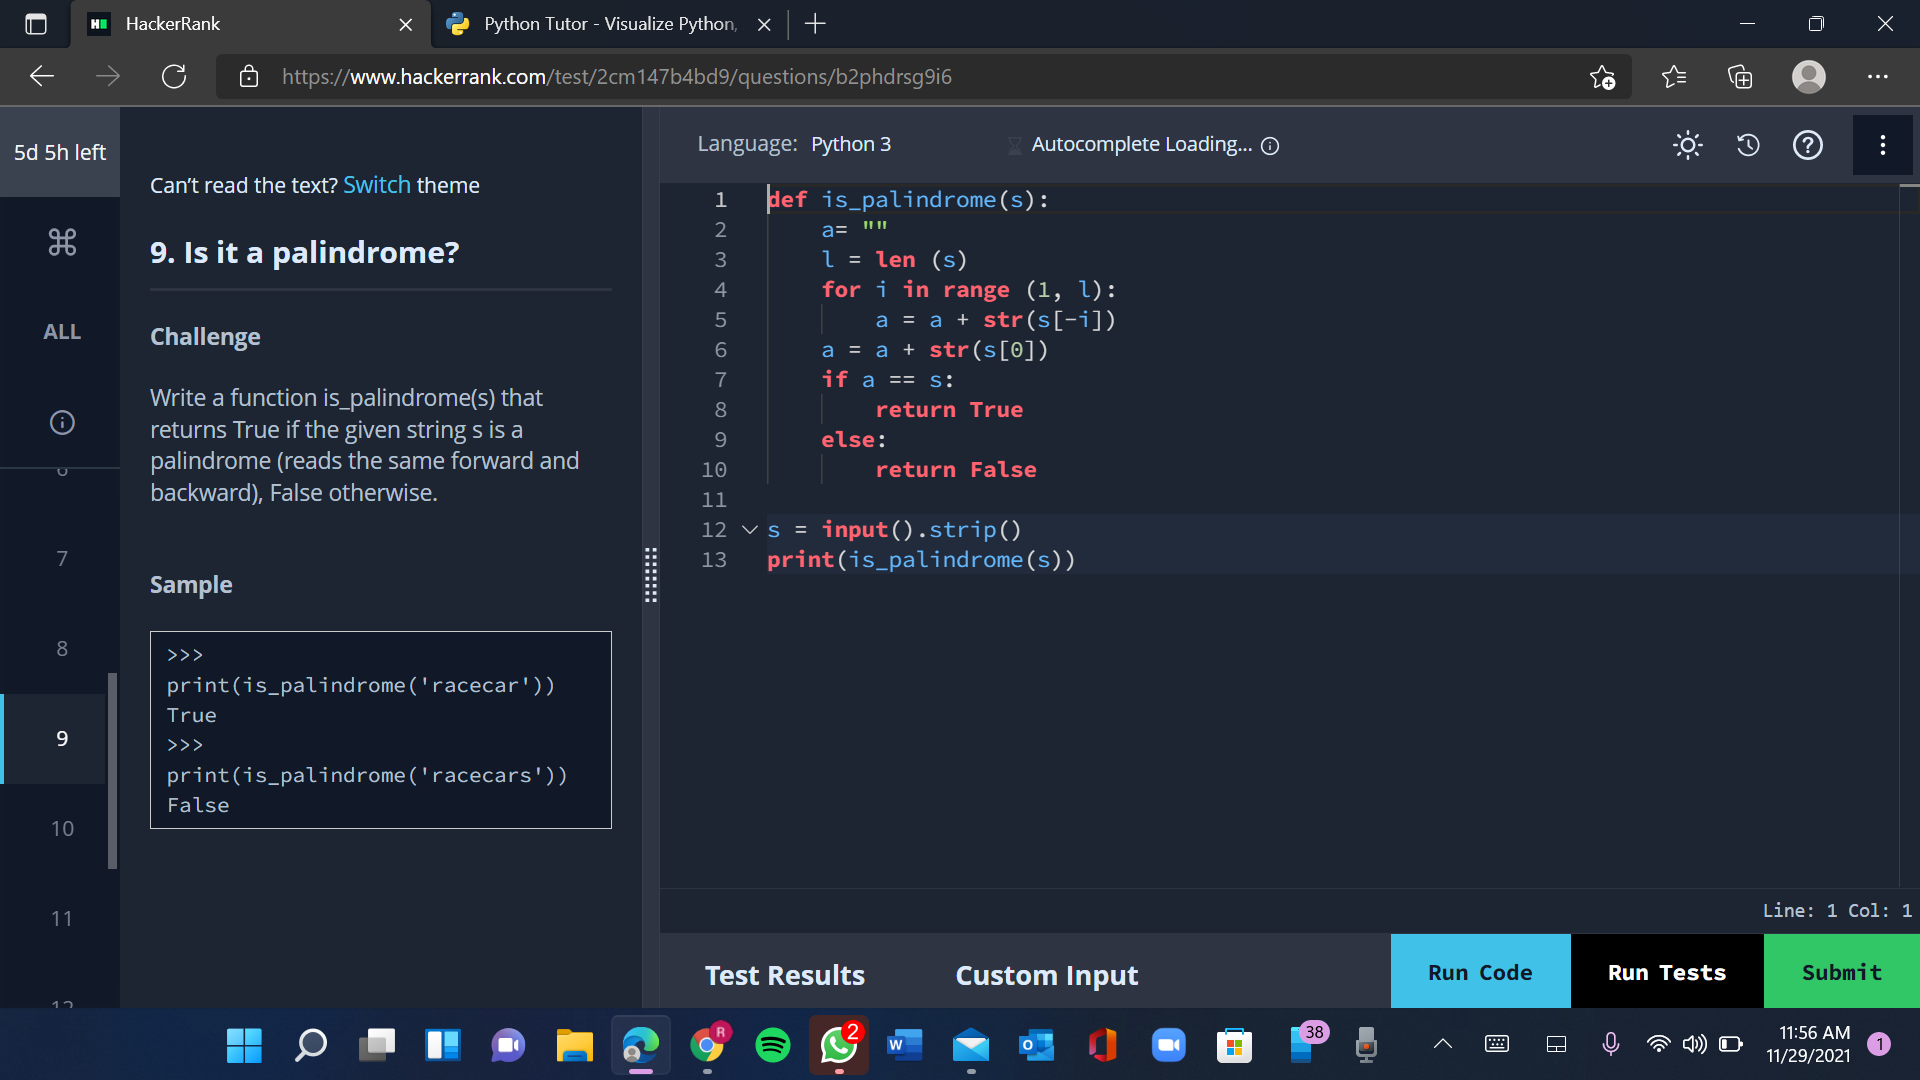 HackerRank
Python Tutor - Visualize Python,
https://www.hackerrank.com/test/2cm147b4bd9/questions/b2phdrsg9i6
5d 5h left
ALL
7
8
9
10
11
Can't read the text? Switch theme
9. Is it a palindrome?
Challenge
Write a function is_palindrome(s) that
returns True if the given string s is a
palindrome (reads the same forward and
backward), False otherwise.
Sample
>>>
print(is_palindrome('racecar'))
True
>>>
print(is_palindrome('racecars'))
False
Language: Python 3
Autocomplete Loading...
1 def is_palindrome(s):
2 a= ""
3 l = len (s)
4 for i in range (1, l):
5 a = a + str(s[-i])
6 a = a + str(s[0])
7 if a == s:
8 return True
9 else:
10 return False
11
12 s = input().strip()
13 print(is_palindrome(s))
Line: 1 Col: 1
Test Results
Custom Input
Run Code
Run Tests
Submit
R
2
38
11:56 AM
11/29/2021
1